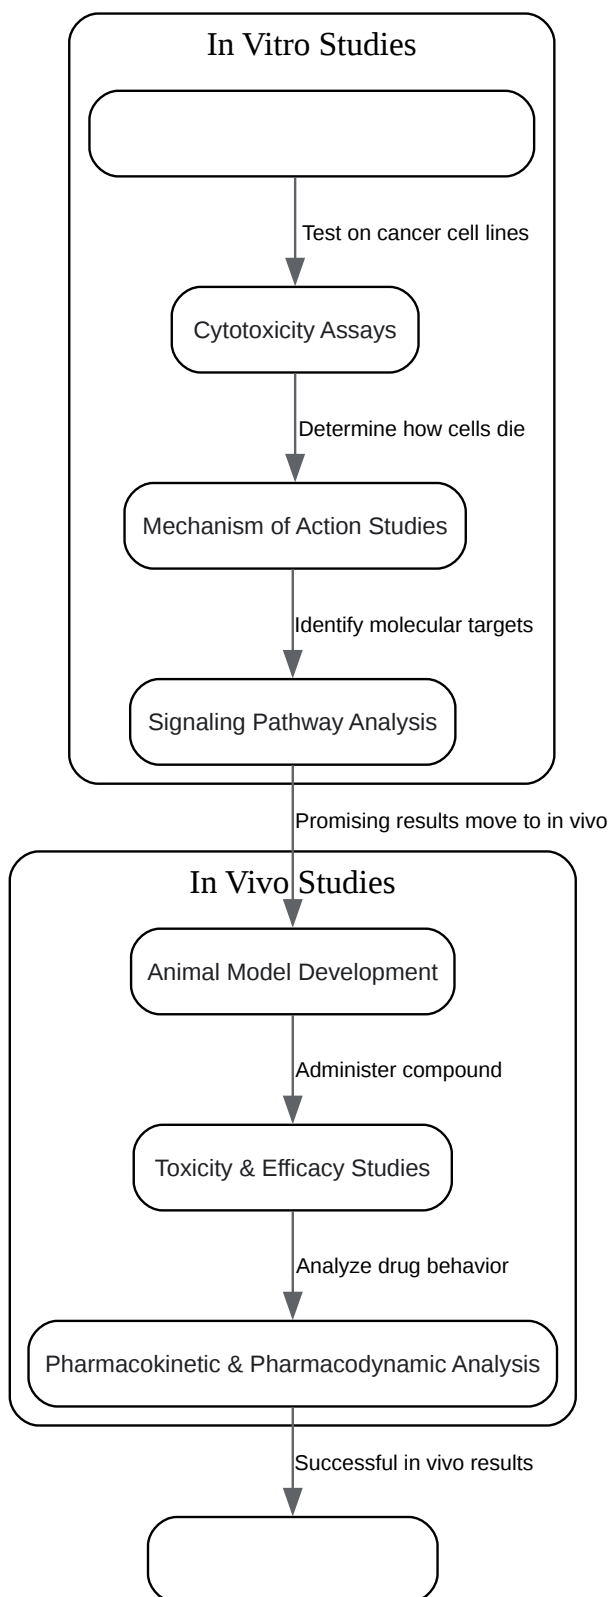 In Vitro Studies
Test on cancer cell lines
Cytotoxicity Assays
Determine how cells die
Mechanism of Action Studies
Identify molecular targets
Signaling Pathway Analysis
Promising results move to in vivo
In Vivo Studies
Animal Model Development
Administer compound
Toxicity & Efficacy Studies
Analyze drug behavior
Pharmacokinetic & Pharmacodynamic Analysis
Successful in vivo results